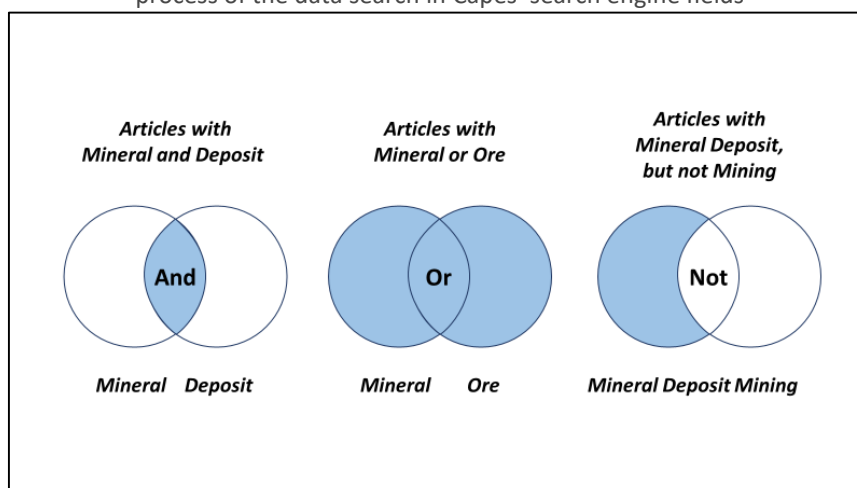 process of the data search in Capes' search engine fields
Articles with
Mineral and Deposit
Articles with
Mineral or Ore
Articles with
Mineral Deposit,
but not Mining
And
Or
Not
Mineral Deposit
Mineral Ore
Mineral Deposit Mining